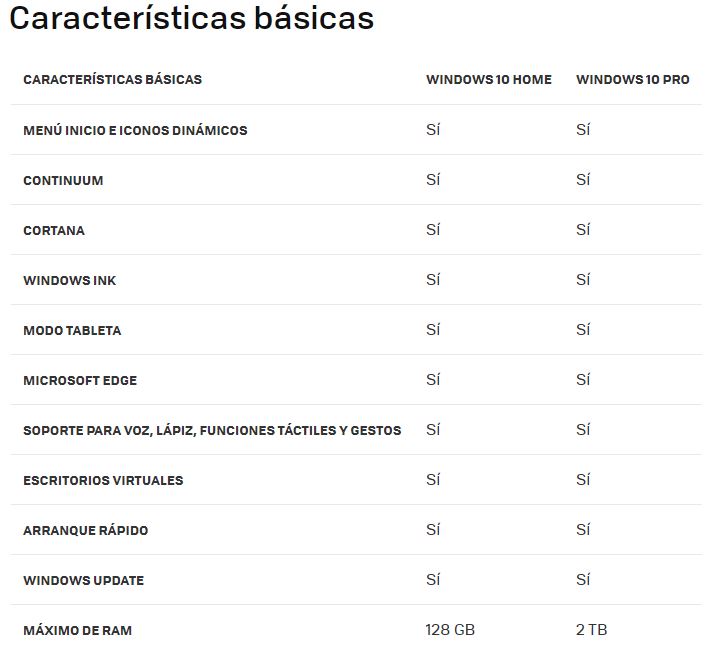 Características básicas
CARACTERÍSTICAS BÁSICAS WINDOWS 10 HOME WINDOWS 10 PRO
MENÚ INICIO E ICONOS DINÁMICOS SÍ SÍ
CONTINUUM SÍ SÍ
CORTANA SÍ SÍ
WINDOWS INK SÍ SÍ
MODO TABLETA SÍ SÍ
MICROSOFT EDGE SÍ SÍ
SOPORTE PARA VOZ, LÁPIZ, FUNCIONES TÁCTILES Y GESTOS SÍ SÍ
ESCRITORIOS VIRTUALES SÍ SÍ
ARRANQUE RÁPIDO SÍ SÍ
WINDOWS UPDATE SÍ SÍ
MÁXIMO DE RAM 128 GB 2 TB